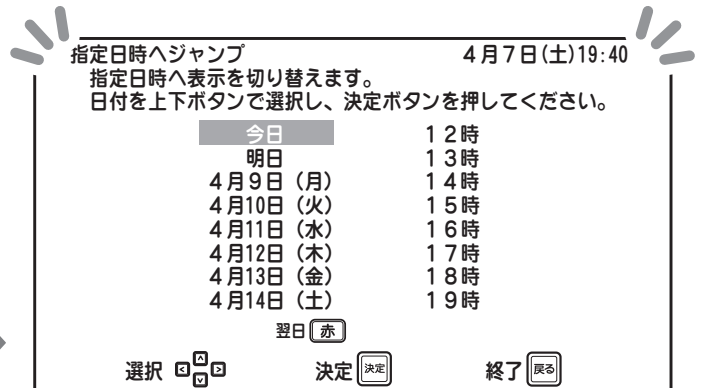 指定日時へジャンプ 4月7日(土)19:40
指定日時へ表示を切り替えます。
日付を上下ボタンで選択し、決定ボタンを押してください。
今日 12時
明日 13時
4月9日(月) 14時
4月10日(火) 15時
4月11日(水) 16時
4月12日(木) 17時
4月13日(金) 18時
4月14日(土) 19時
翌日 赤
選択 決定 決定 終了 戻る